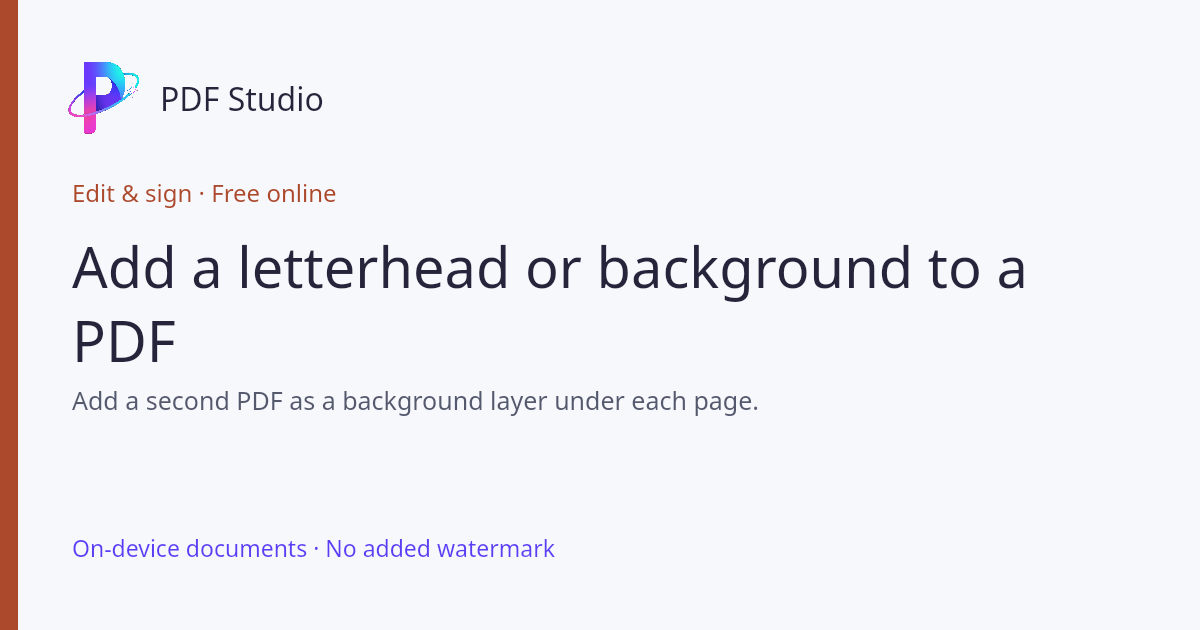 PDF Studio
Edit & sign · Free online
Add a letterhead or background to a
PDF
Add a second PDF as a background layer under each page.
On-device documents · No added watermark